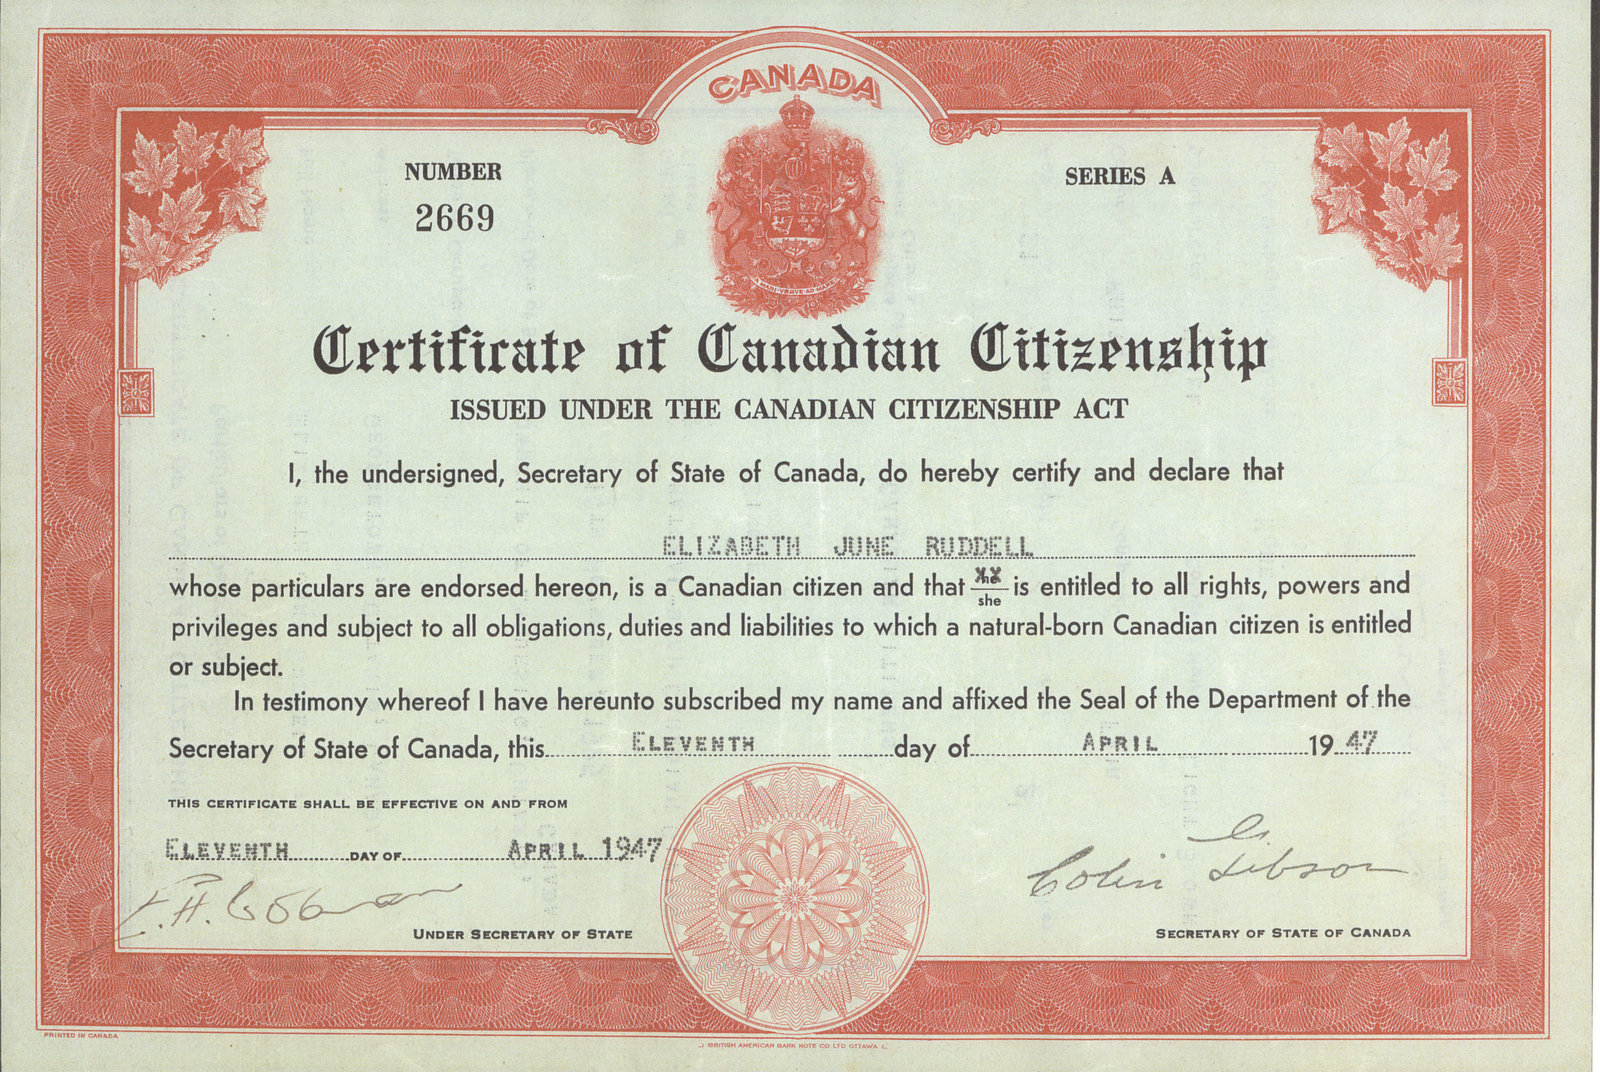 CANADA
NUMBER
2669
SERIES A
A MARI VSQVE AD MARE
Certificate of Canadian Citizenship
ISSUED UNDER THE CANADIAN CITIZENSHIP ACT
I, the undersigned, Secretary of State of Canada, do hereby certify and declare that
ELIZABETH JUNE RUDDELL
whose particulars are endorsed hereon, is a Canadian citizen and that he/she is entitled to all rights, powers and
privileges and subject to all obligations, duties and liabilities to which a natural-born Canadian citizen is entitled
or subject.
In testimony whereof I have hereunto subscribed my name and affixed the Seal of the Department of the
Secretary of State of Canada, this ELEVENTH day of APRIL 1947
THIS CERTIFICATE SHALL BE EFFECTIVE ON AND FROM
ELEVENTH DAY OF APRIL 1947
Colin Gibson
UNDER SECRETARY OF STATE
SECRETARY OF STATE OF CANADA
PRINTED IN CANADA
BRITISH AMERICAN BANK NOTE CO LTD OTTAWA